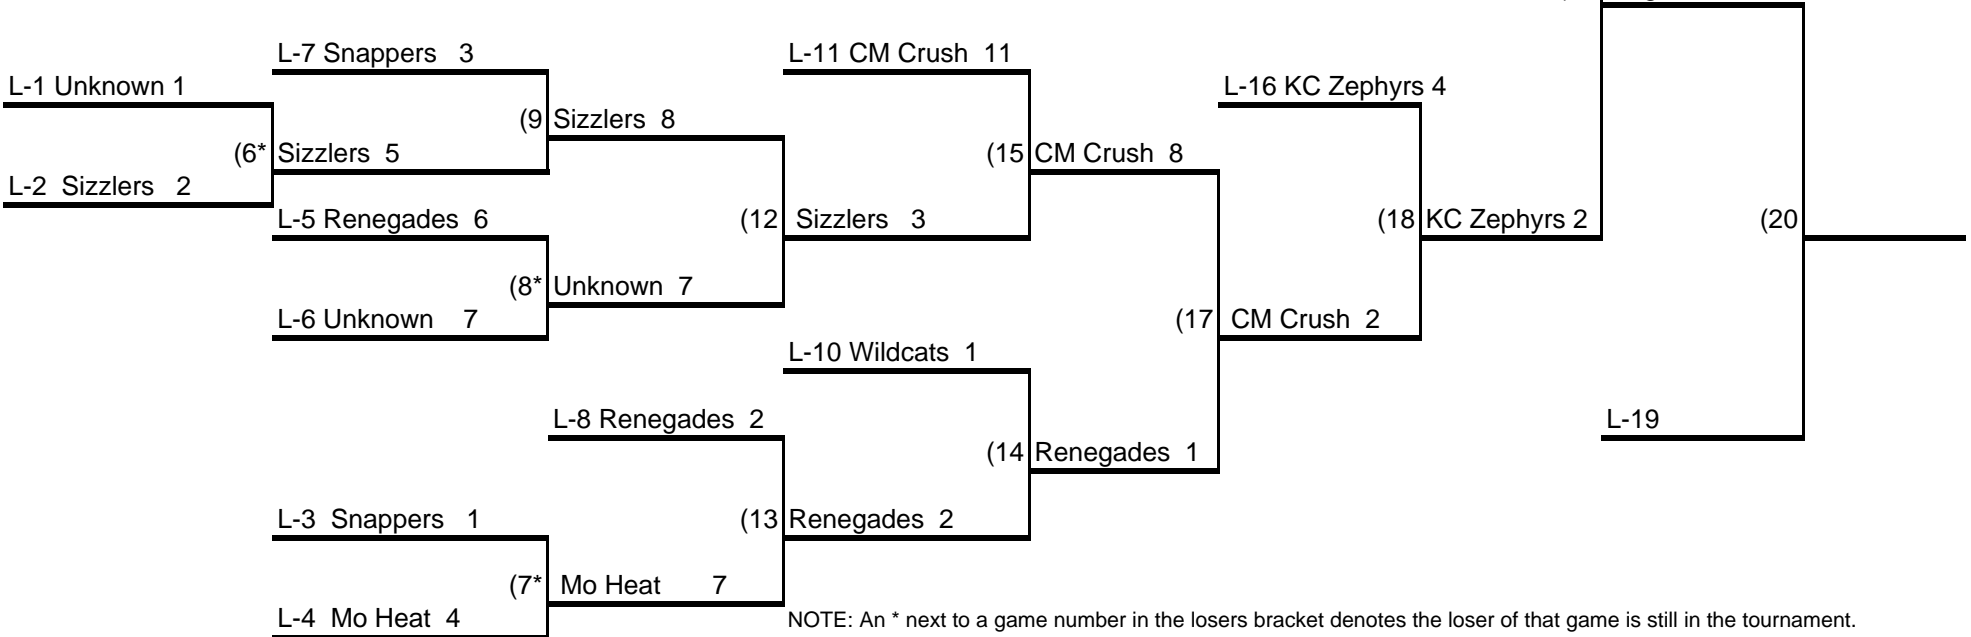 L-7 Snappers 3
L-11 CM Crush 11
L-1 Unknown 1
L-16 KC Zephyrs 4
(9 Sizzlers 8
(6* Sizzlers 5
(15 CM Crush 8
L-2 Sizzlers 2
L-5 Renegades 6
(12 Sizzlers 3
(18 KC Zephyrs 2
(20
(8* Unknown 7
L-6 Unknown 7
(17 CM Crush 2
L-10 Wildcats 1
L-8 Renegades 2
L-19
(14 Renegades 1
L-3 Snappers 1
(13 Renegades 2
(7* Mo Heat 7
L-4 Mo Heat 4
NOTE: An * next to a game number in the losers bracket denotes the loser of that game is still in the tournament.